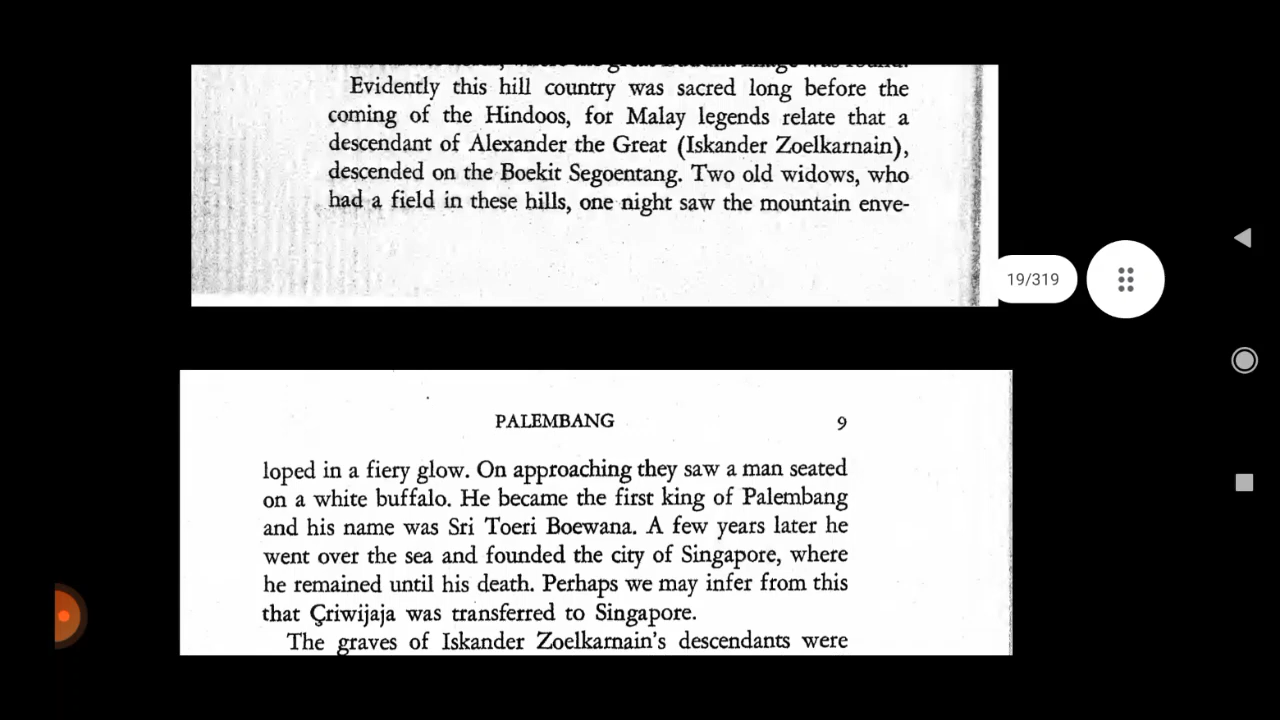 Evidently this hill country was sacred long before the
coming of the Hindoos, for Malay legends relate that a
descendant of Alexander the Great (Iskander Zoelkarnain),
descended on the Boekit Segoentang. Two old widows, who
had a field in these hills, one night saw the mountain enve-
19/319
PALEMBANG 9
loped in a fiery glow. On approaching they saw a man seated
on a white buffalo. He became the first king of Palembang
and his name was Sri Toeri Boewana. A few years later he
went over the sea and founded the city of Singapore, where
he remained until his death. Perhaps we may infer from this
that Çriwijaja was transferred to Singapore.
The graves of Iskander Zoelkarnain's descendants were